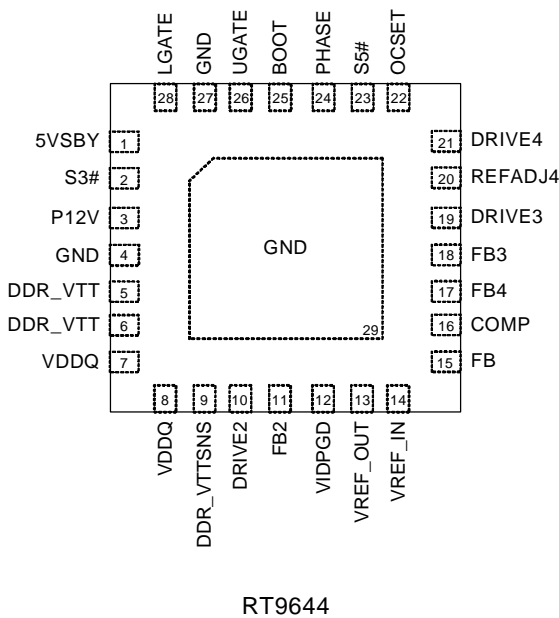 LGATE GND UGATE BOOT PHASE S5# OCSET
28 27 26 25 24 23 22
5VSBY 1 21 DRIVE4
S3# 2 20 REFADJ4
P12V 3 19 DRIVE3
GND 4 GND 18 FB3
DDR_VTT 5 17 FB4
DDR_VTT 6 29 16 COMP
VDDQ 7 15 FB
8 9 10 11 12 13 14
VDDQ DDR_VTTSNS DRIVE2 FB2 VIDPGD VREF_OUT VREF_IN
RT9644